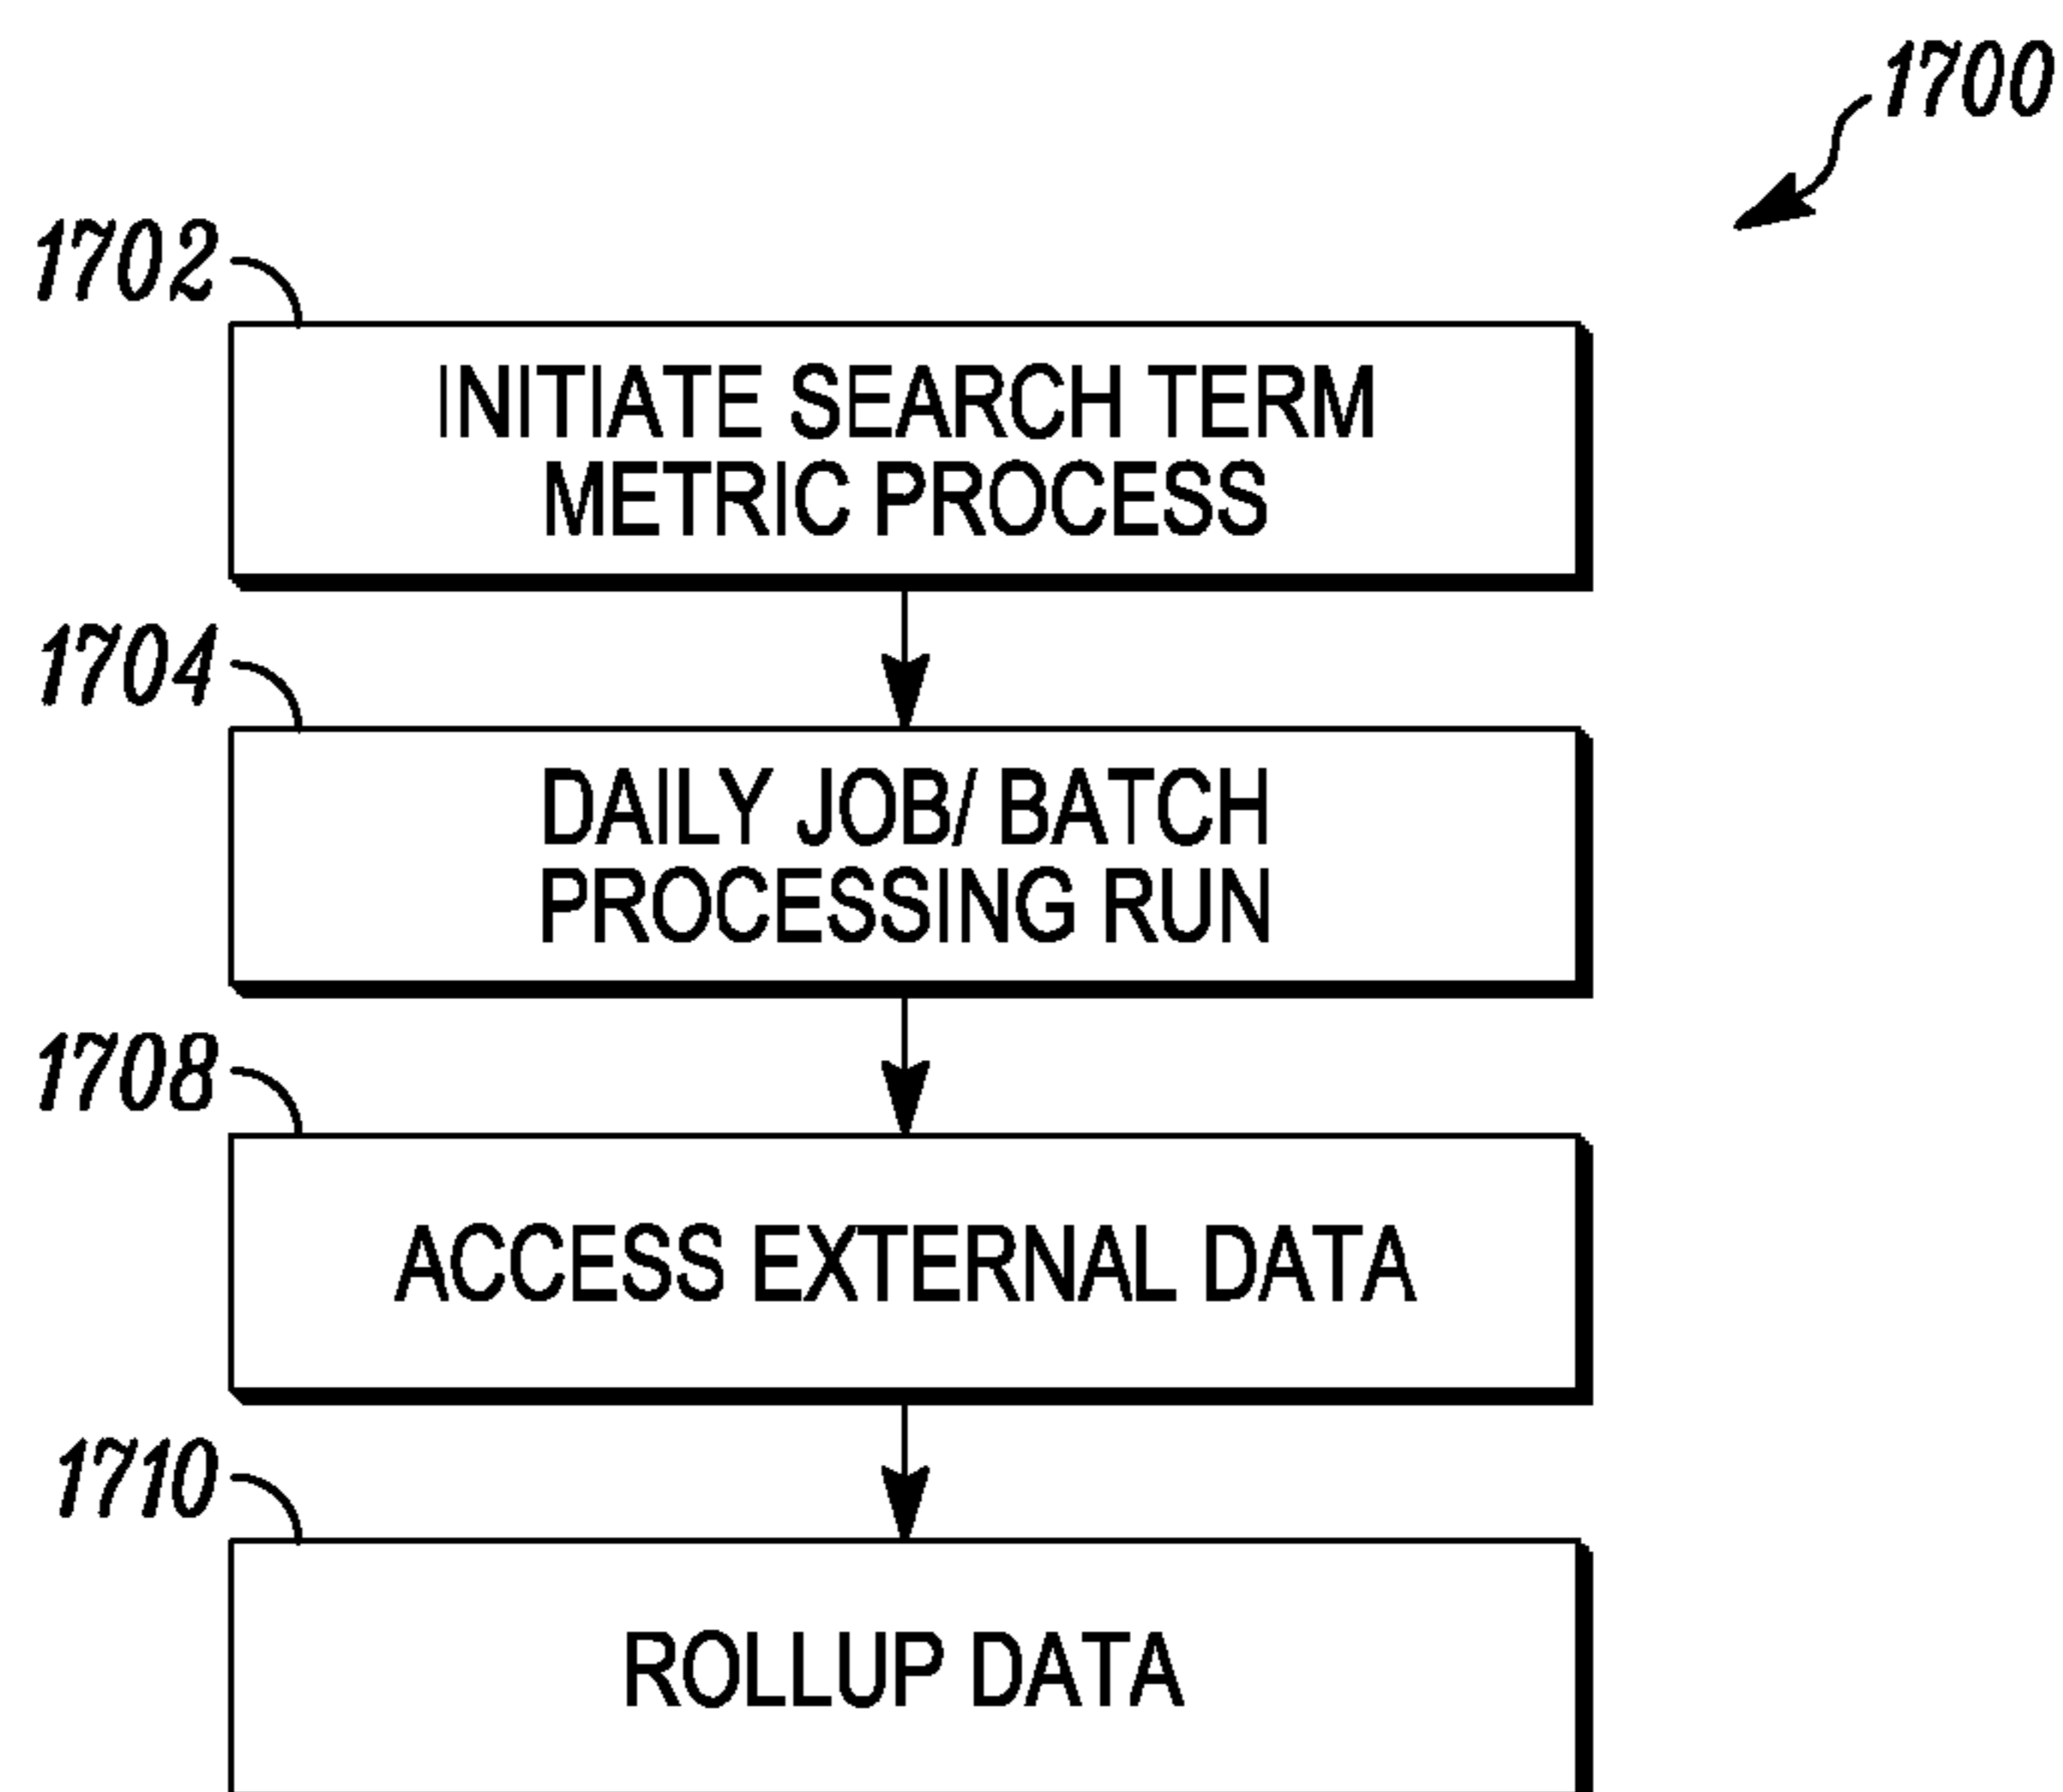 1700
1702
INITIATE SEARCH TERM
METRIC PROCESS
1704
DAILY JOB/ BATCH
PROCESSING RUN
1708
ACCESS EXTERNAL DATA
1710
ROLLUP DATA